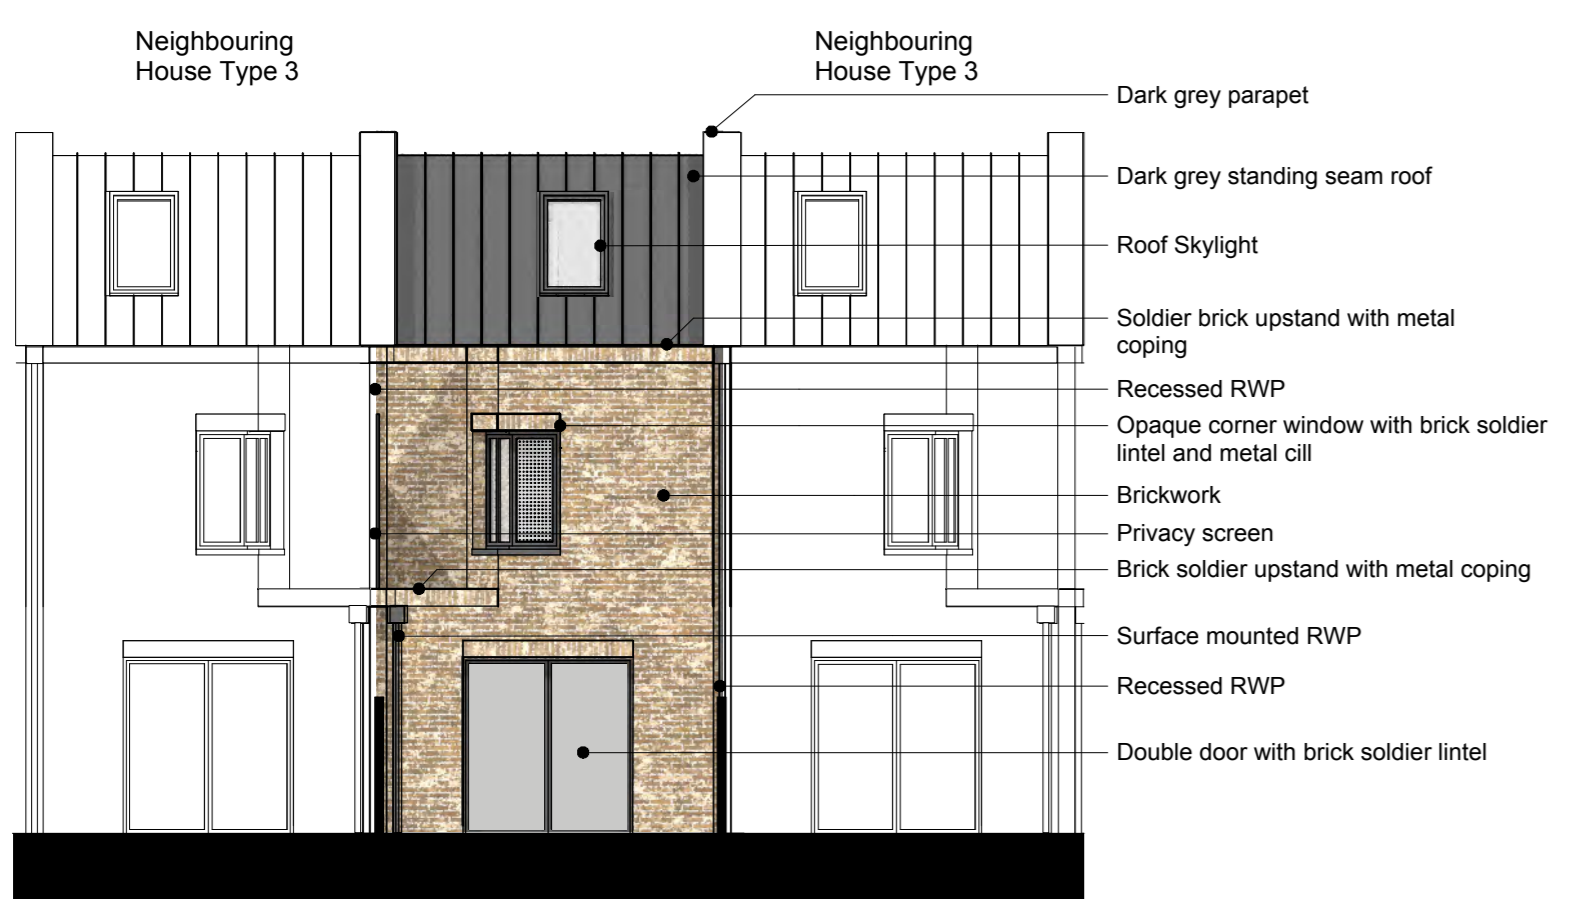 Neighbouring
House Type 3
Neighbouring
House Type 3
Dark grey parapet
Dark grey standing seam roof
Roof Skylight
Soldier brick upstand with metal
coping
Recessed RWP
Opaque corner window with brick soldier
lintel and metal cill
Brickwork
Privacy screen
Brick soldier upstand with metal coping
Surface mounted RWP
Recessed RWP
Double door with brick soldier lintel